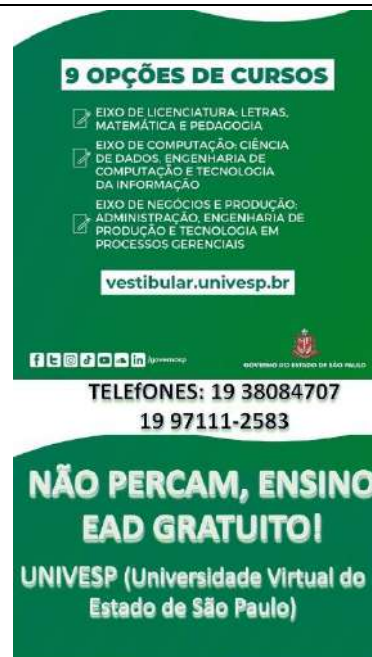 9 OPÇÕES DE CURSOS
EIXO DE LICENCIATURA: LETRAS,
MATEMÁTICA E PEDAGOGIA
EIXO DE COMPUTAÇÃO: CIÊNCIA
DE DADOS, ENGENHARIA DE
COMPUTAÇÃO E TECNOLOGIA
DA INFORMAÇÃO
EIXO DE NEGÓCIOS E PRODUÇÃO:
ADMINISTRAÇÃO, ENGENHARIA DE
PRODUÇÃO E TECNOLOGIA EM
PROCESSOS GERENCIAIS
vestibular.univesp.br
/governosp
GOVERNO DO ESTADO DE SÃO PAULO
TELEfONES: 19 38084707
19 97111-2583
NÃO PERCAM, ENSINO
EAD GRATUITO!
UNIVESP (Universidade Virtual do
Estado de São Paulo)